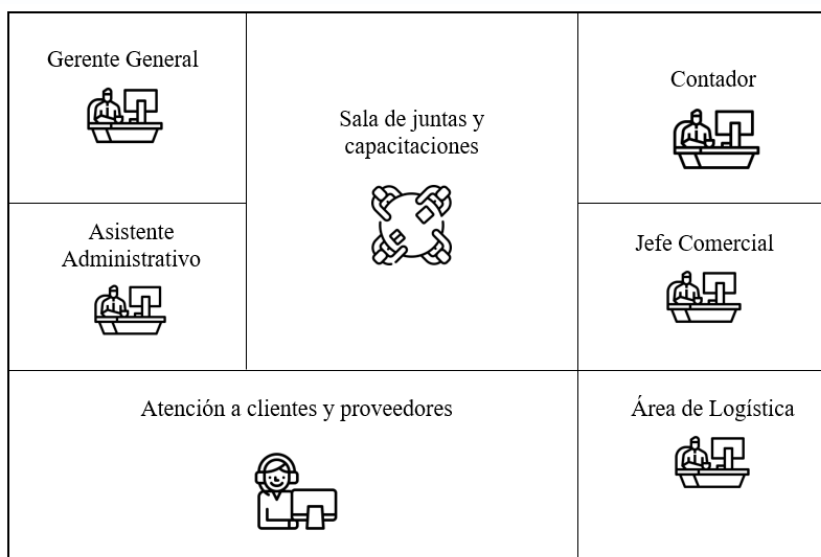 Gerente General
Sala de juntas y
capacitaciones
Contador
Asistente
Administrativo
Jefe Comercial
Atención a clientes y proveedores
Área de Logística